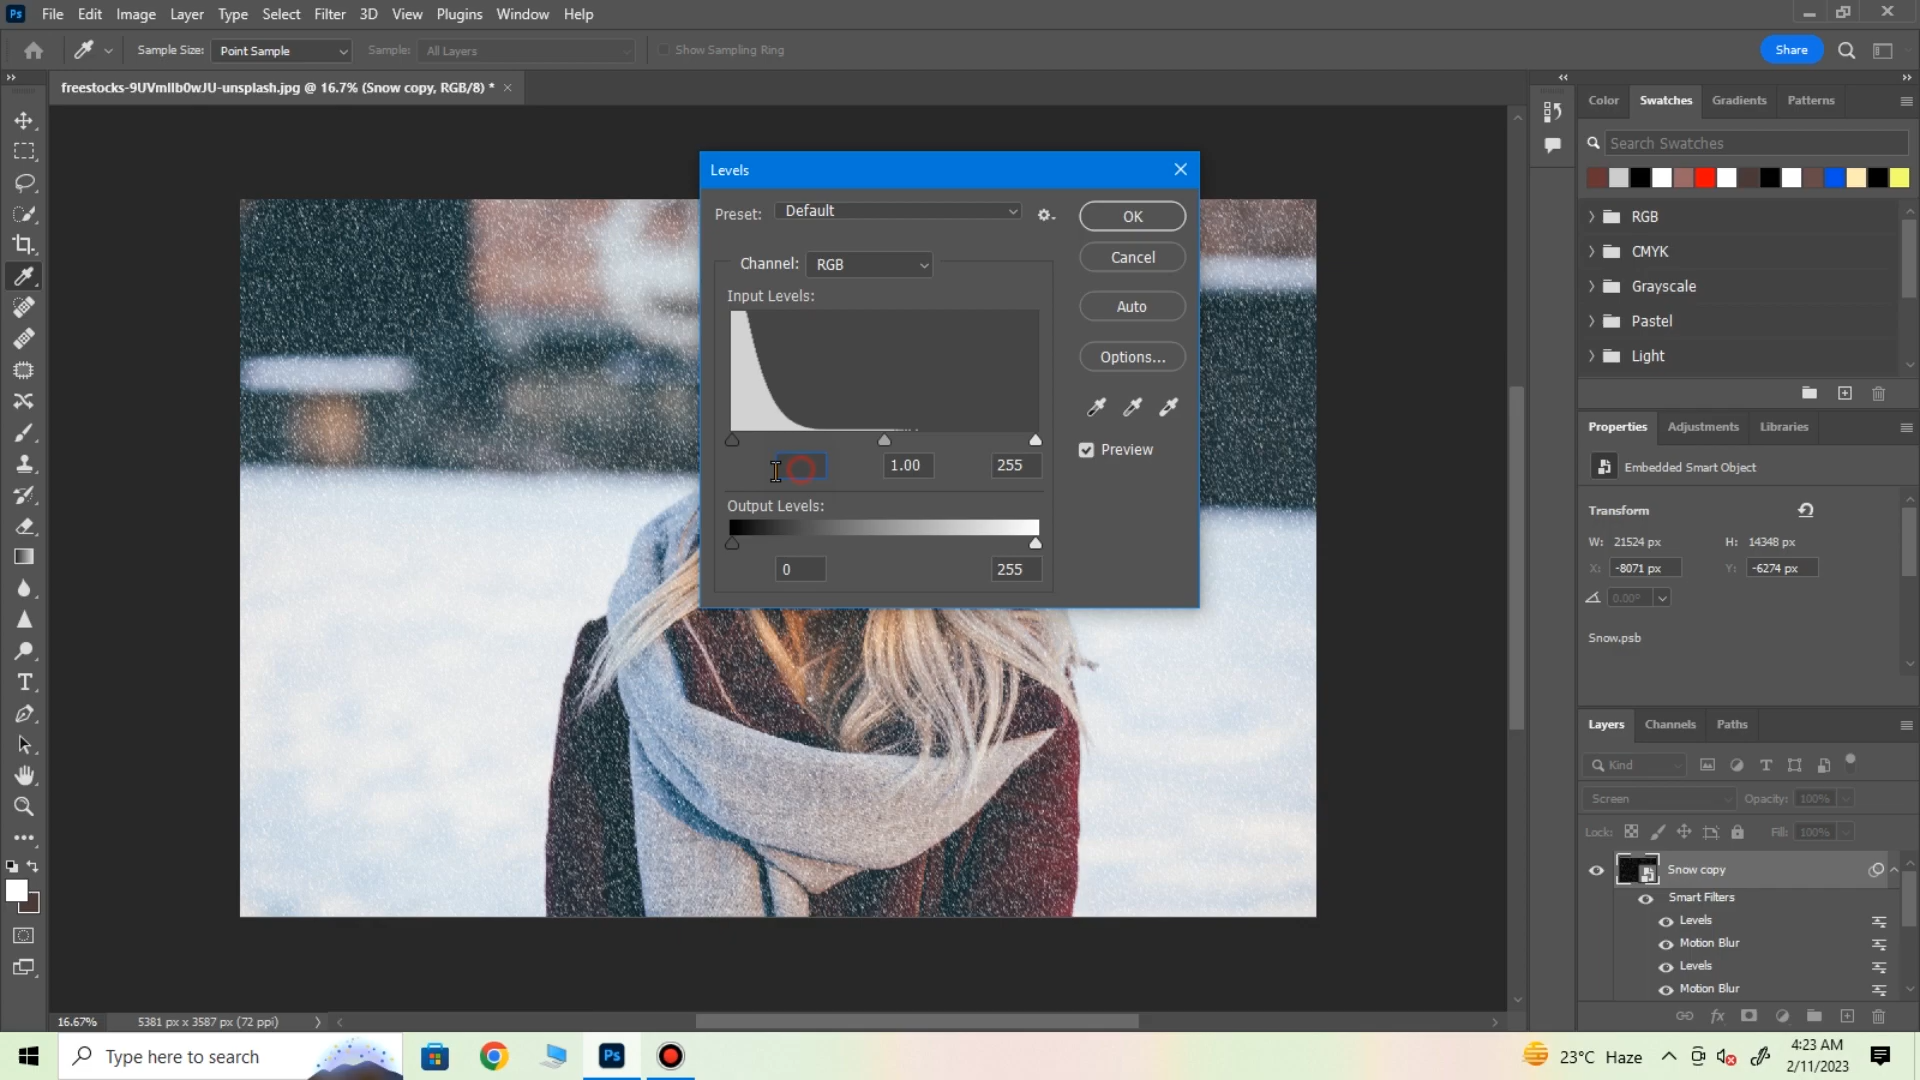 Ps File Edit Image Layer Type Select Filter 3D View Plugins Window Help
Sample Size: Point Sample Sample: All Layers Show Sampling Ring Share
freestocks-9UVmlIb0wJU-unsplash.jpg @ 16.7% (Snow copy, RGB/8) *
Color Swatches Gradients Patterns
Search Swatches
RGB
CMYK
Grayscale
Pastel
Light
Levels
Preset: Default
OK
Channel: RGB
Cancel
Input Levels:
Auto
Options...
Preview
1.00 255
Output Levels:
0 255
Properties Adjustments Libraries
Embedded Smart Object
Transform
W: 21524 px H: 14348 px
X: -8071 px Y: -6274 px
0.00°
Snow.psb
Layers Channels Paths
Kind
Screen Opacity: 100%
Lock: Fill: 100%
Snow copy
Smart Filters
Levels
Motion Blur
Levels
Motion Blur
fx
16.67% 5381 px x 3587 px (72 ppi)
Type here to search
Ps
23°C Haze
4:23 AM
2/11/2023